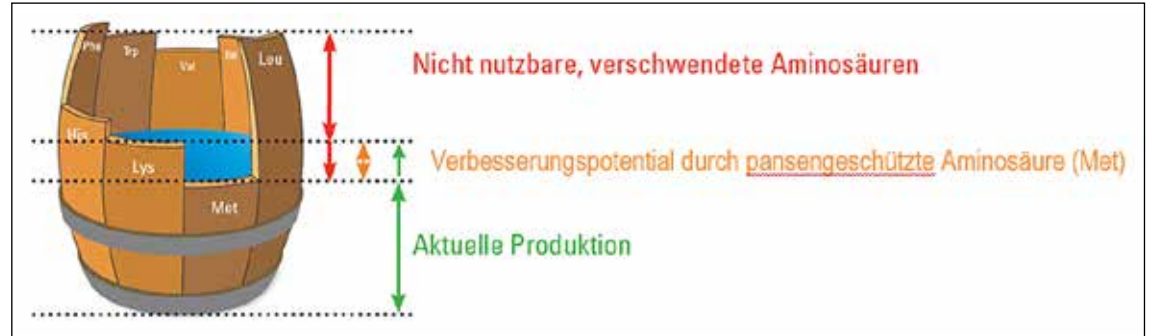 Phe Trp Val Ile Leu
Nicht nutzbare, verschwendete Aminosäuren
His
Lys
Verbesserungspotential durch pansengeschützte Aminosäure (Met)
Met
Aktuelle Produktion